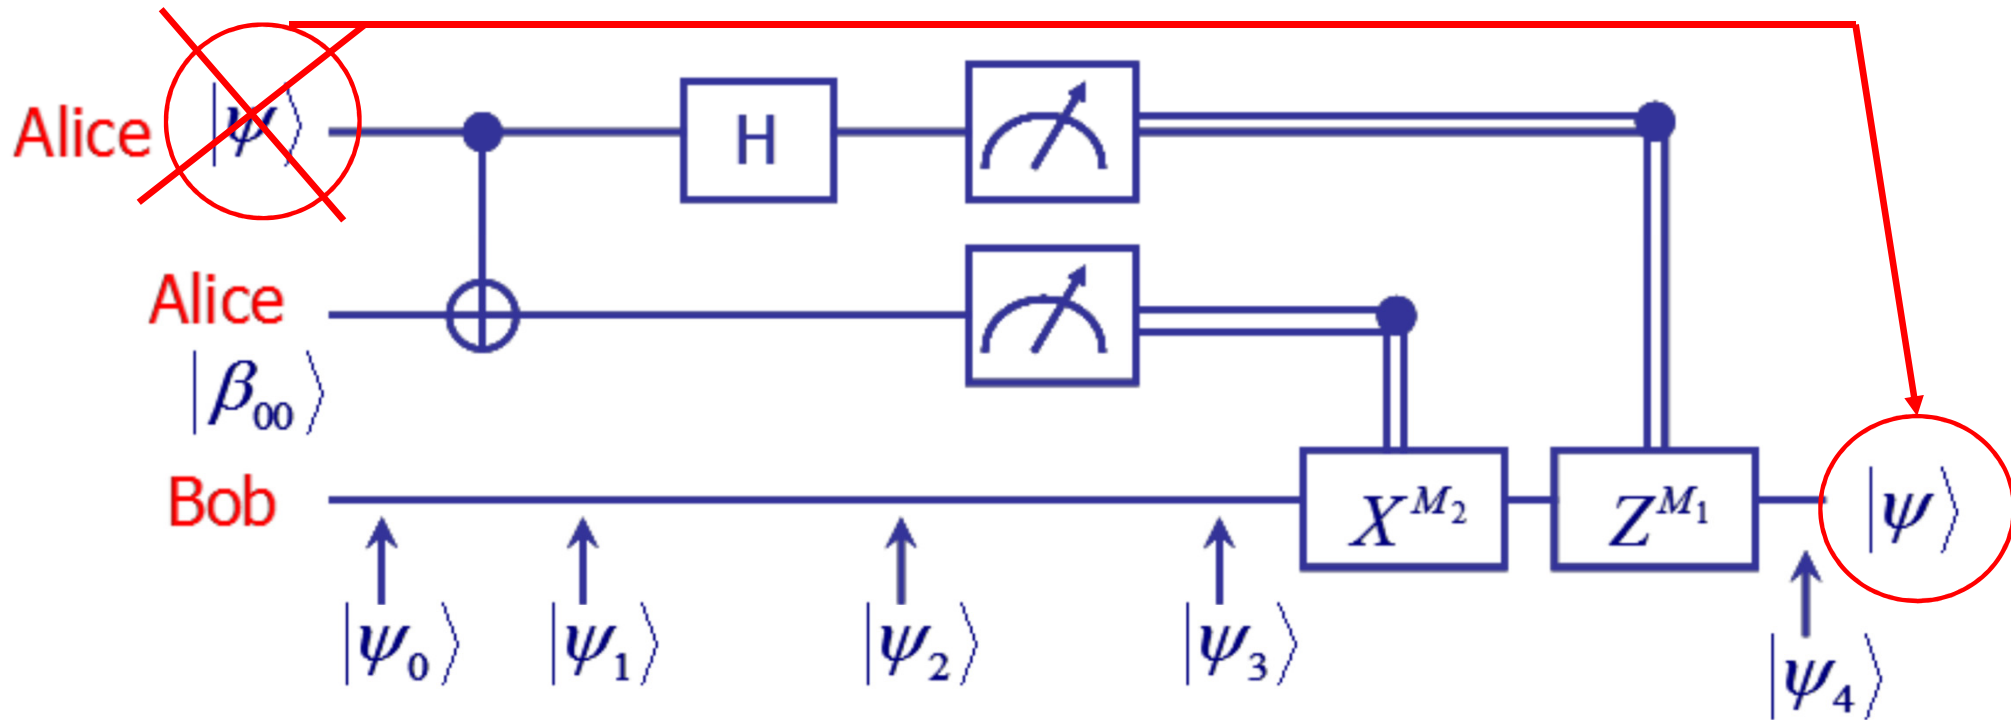 Alice |ψ⟩
H
Alice
|β₀₀⟩
Bob
X^{M₂}
Z^{M₁}
|ψ⟩
|ψ₀⟩
|ψ₁⟩
|ψ₂⟩
|ψ₃⟩
|ψ₄⟩